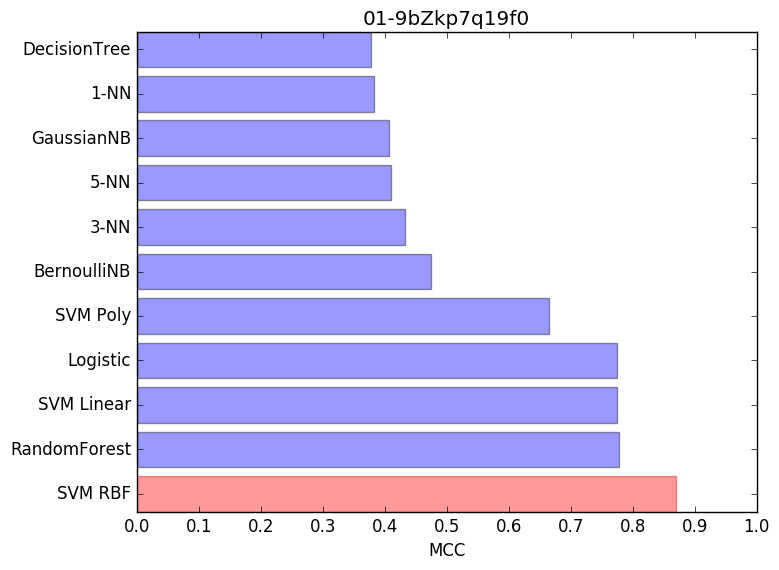 01-9bZkp7q19f0
DecisionTree
1-NN
GaussianNB
5-NN
3-NN
BernoulliNB
SVM Poly
Logistic
SVM Linear
RandomForest
SVM RBF
0.0 0.1 0.2 0.3 0.4 0.5 0.6 0.7 0.8 0.9 1.0
MCC